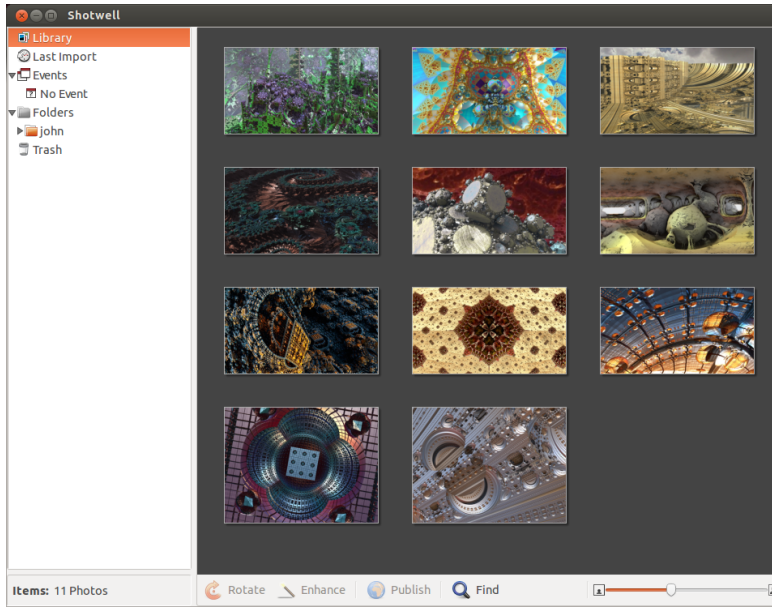 Shotwell
Library
Last Import
Events
No Event
Folders
john
Trash
Items: 11 Photos
Rotate
Enhance
Publish
Find